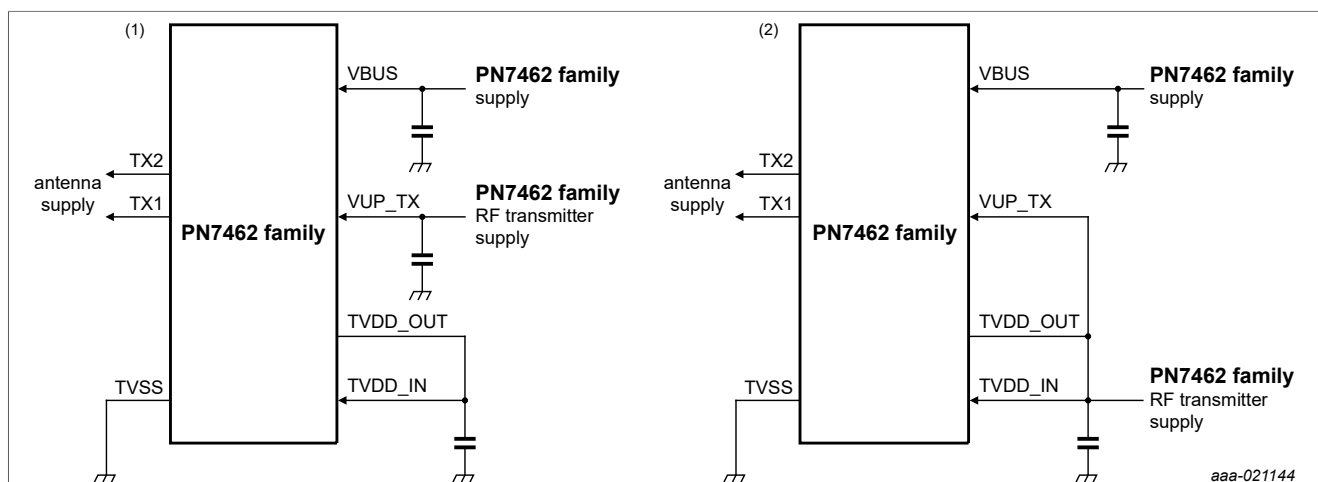 (1)
VBUS
PN7462 family
supply
TX2
antenna
supply
TX1
VUP_TX
PN7462 family
RF transmitter
supply
PN7462 family
TVDD_OUT
TVSS
TVDD_IN
(2)
VBUS
PN7462 family
supply
TX2
antenna
supply
TX1
VUP_TX
PN7462 family
TVDD_OUT
TVSS
TVDD_IN
PN7462 family
RF transmitter
supply
aaa-021144